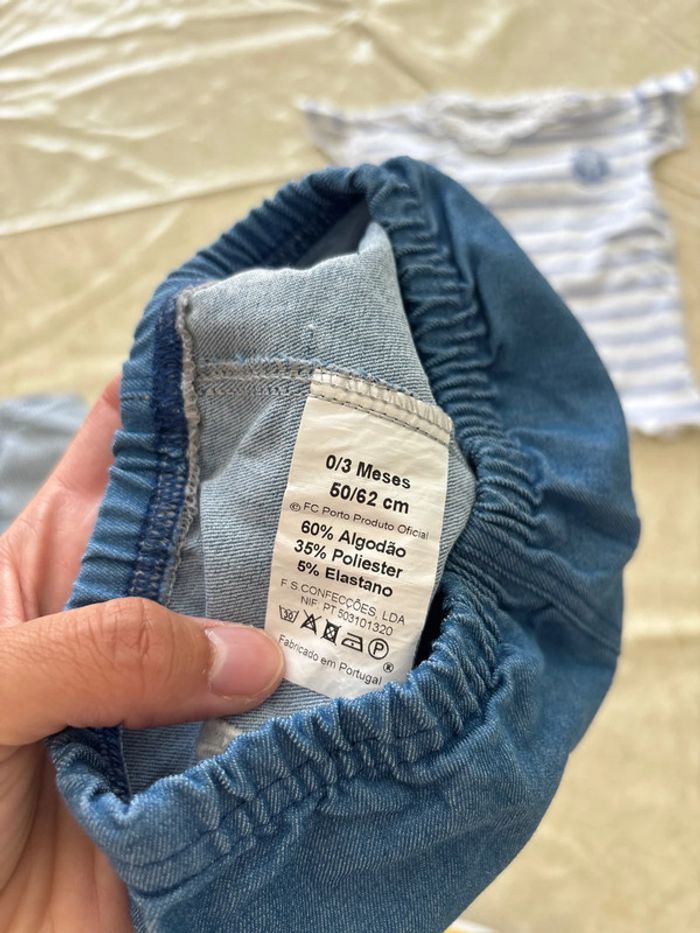 0/3 Meses
50/62 cm
© FC Porto Produto Oficial
60% Algodão
35% Poliester
5% Elastano
F.S.CONFECÇÕES, LDA
NIF: PT 503101320
30 P
®
Fabricado em Portugal